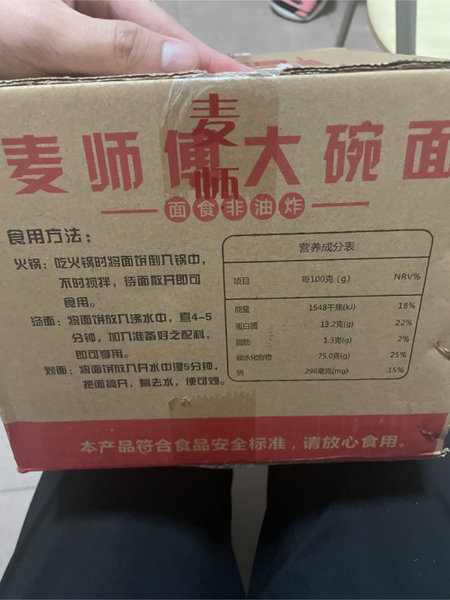 麦师
麦师傅大碗面
面食非油炸
食用方法：
火锅：吃火锅时将面饼倒入锅中，
不时搅拌，待面散开即可
食用。
汤面：将面饼放入沸水中，煮4-5
分钟，加入准备好之配料，
即可享用。
炒面：将面饼放入开水中浸5分钟，
把面搞开，隔去水，便可炒。
营养成分表
项目 每100克(g) NRV%
能量 1548千焦(kj) 18%
蛋白质 13.2克(g) 22%
脂肪 1.3克(g) 2%
碳水化合物 75.0克(g) 25%
钠 296毫克(mg) 15%
本产品符合食品安全标准，请放心食用。